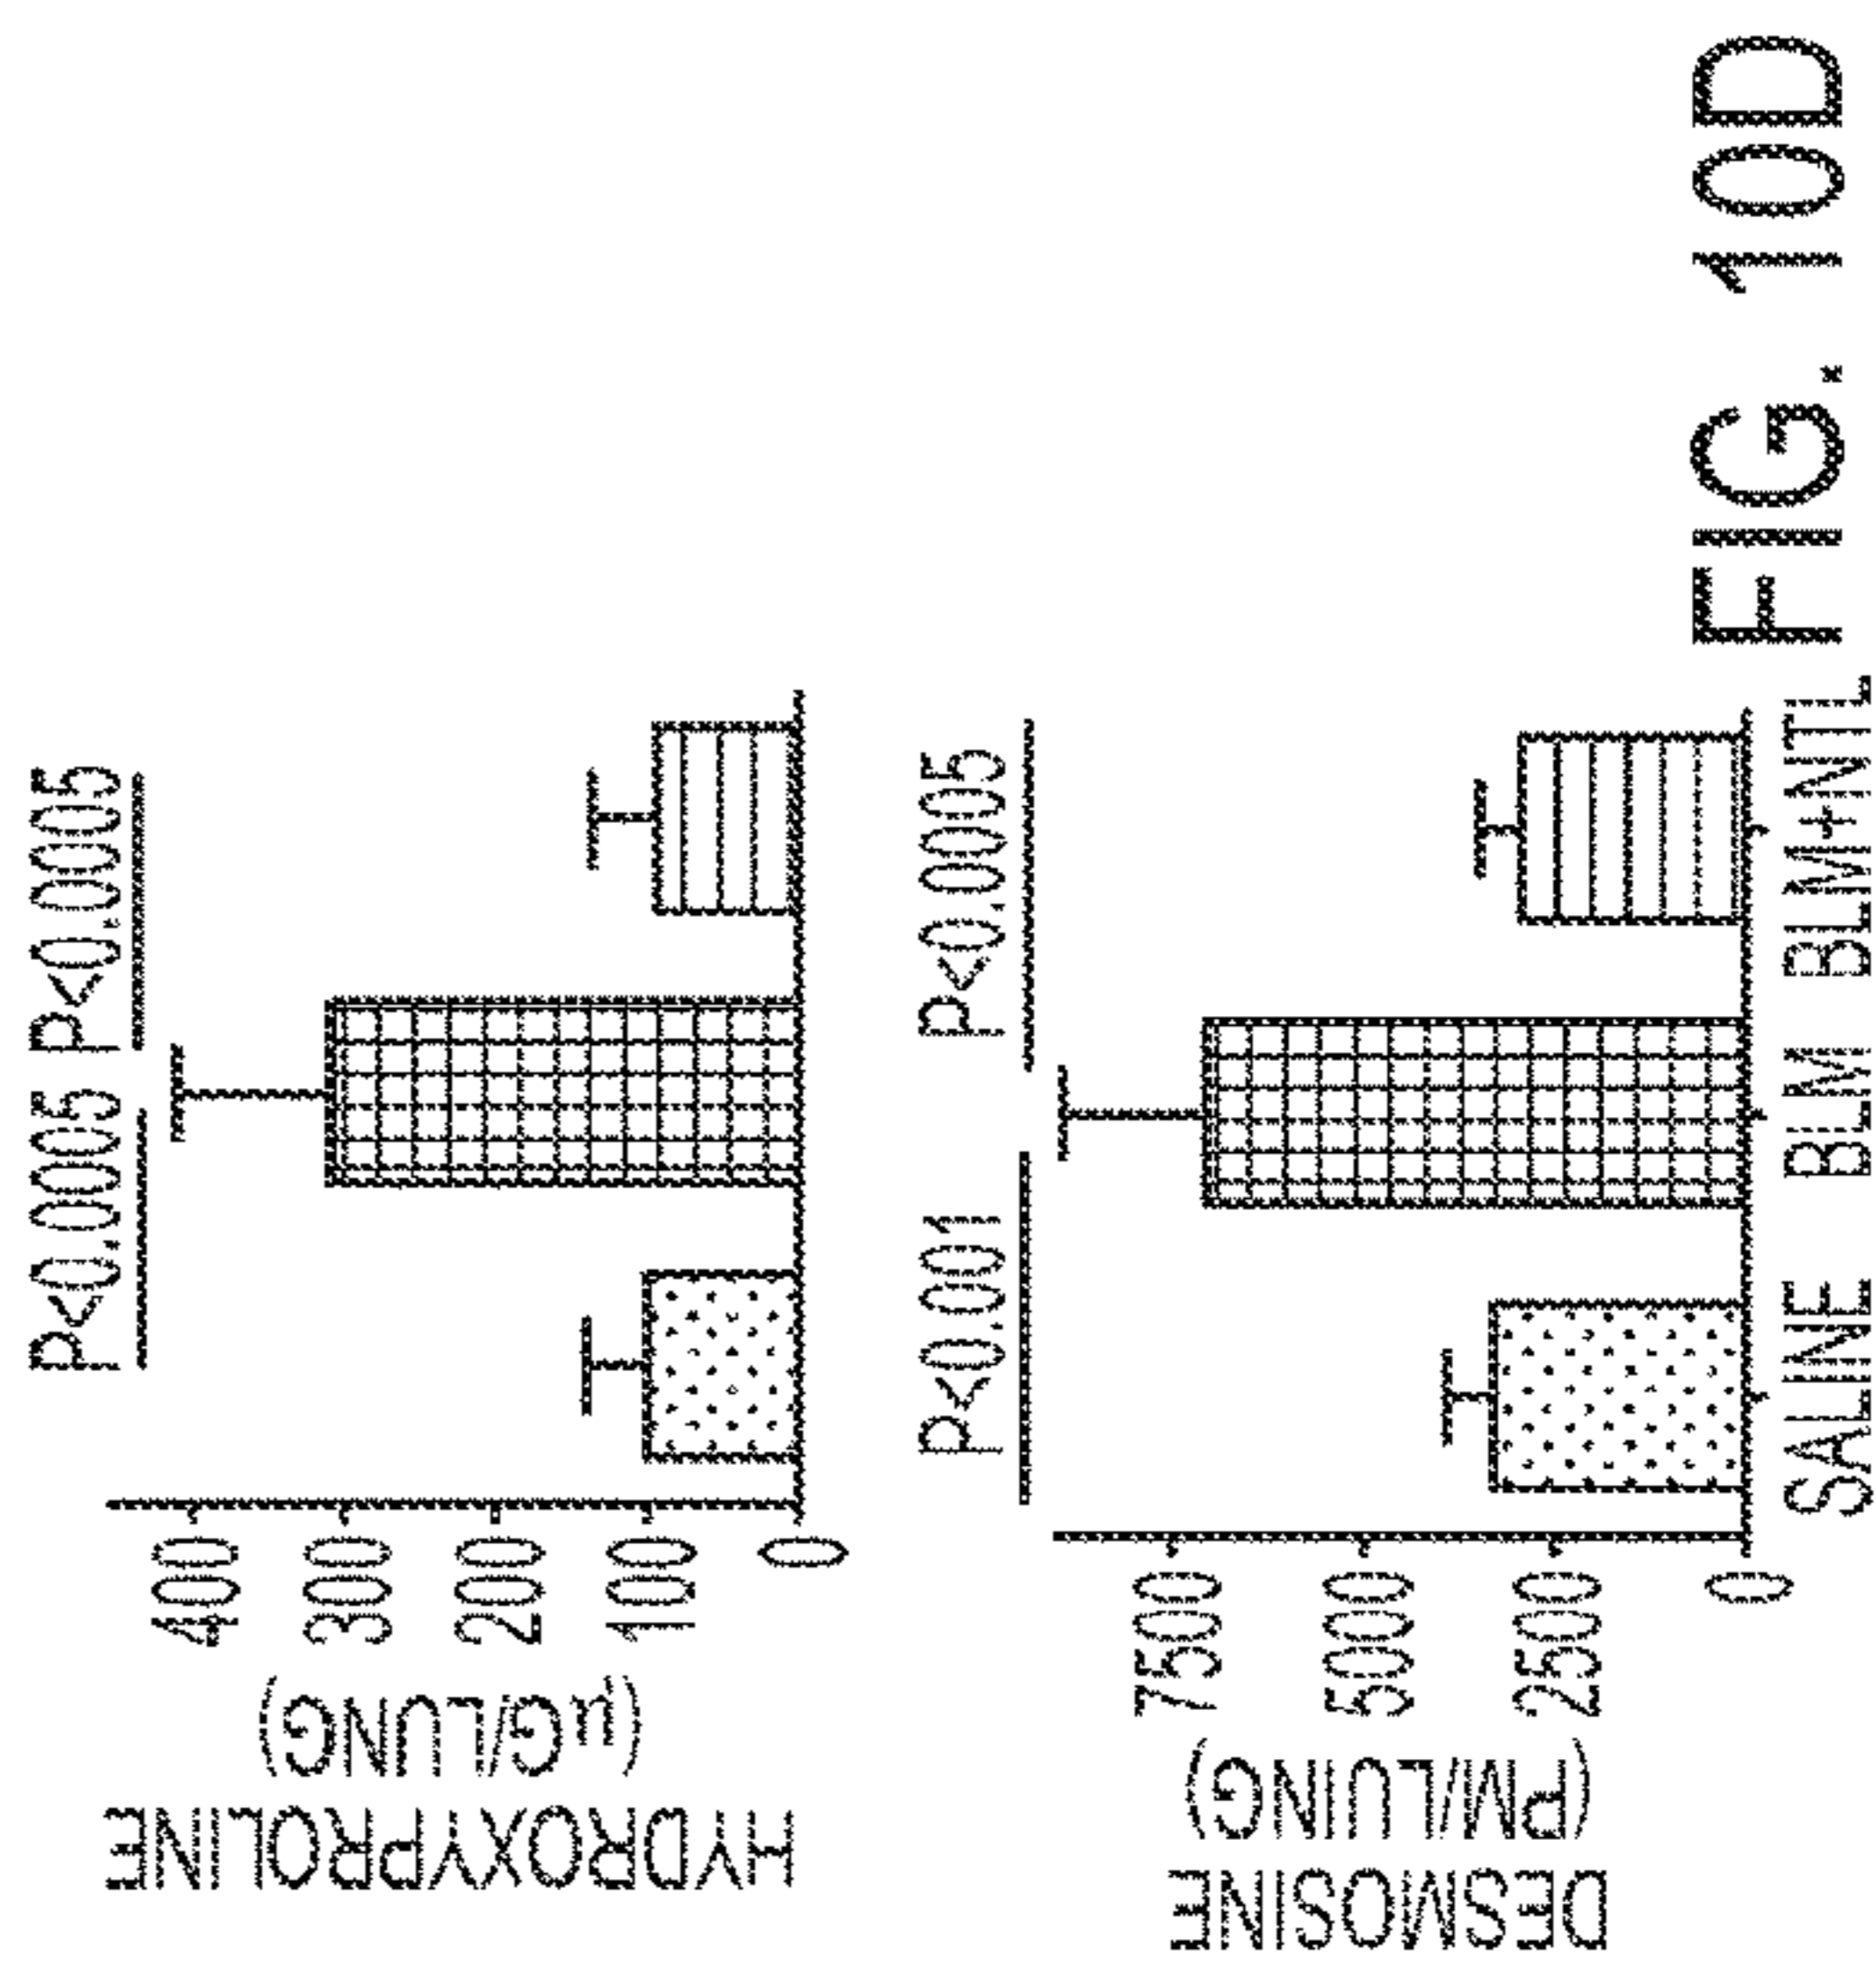 P<0.0005 P<0.0005
HYDROXYPROLINE
(µG/LUNG)
400
300
200
100
0
P<0.001 P<0.0005
DESMOSINE
(PM/LUNG)
7500
5000
2500
0
SALINE BLM BLM+NTL
FIG. 10D